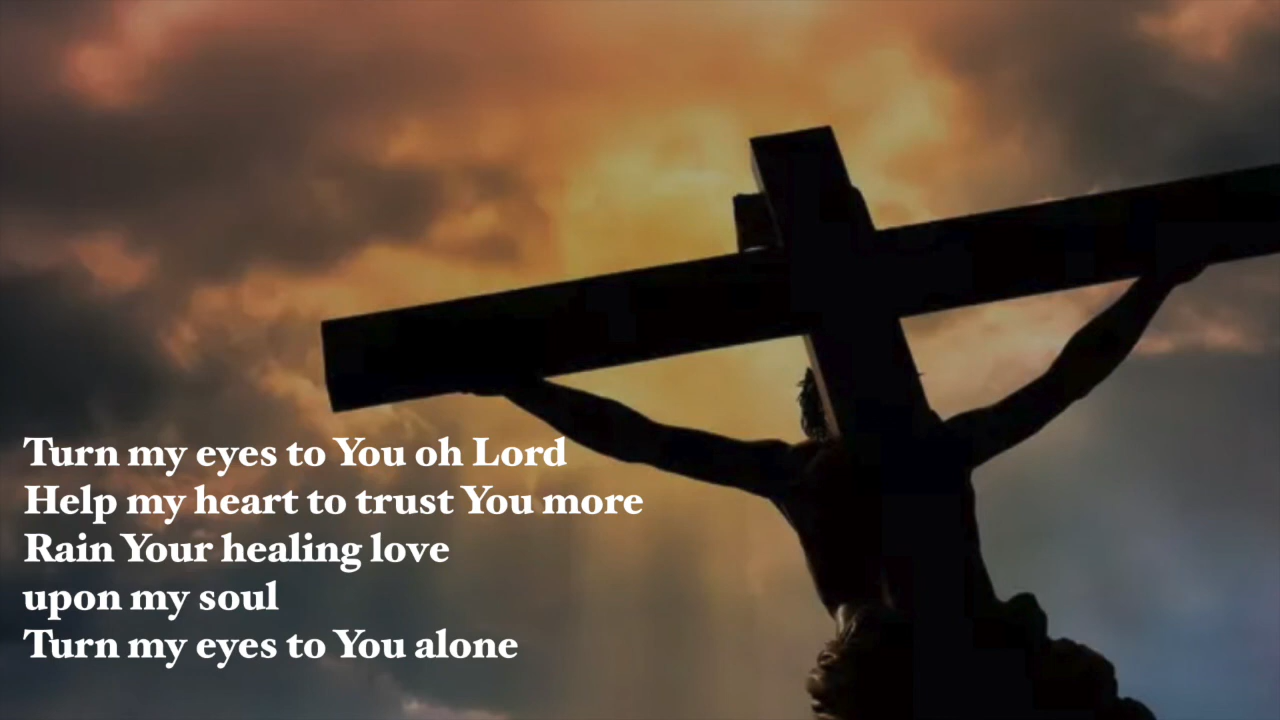 Turn my eyes to You oh Lord
Help my heart to trust You more
Rain Your healing love
upon my soul
Turn my eyes to You alone